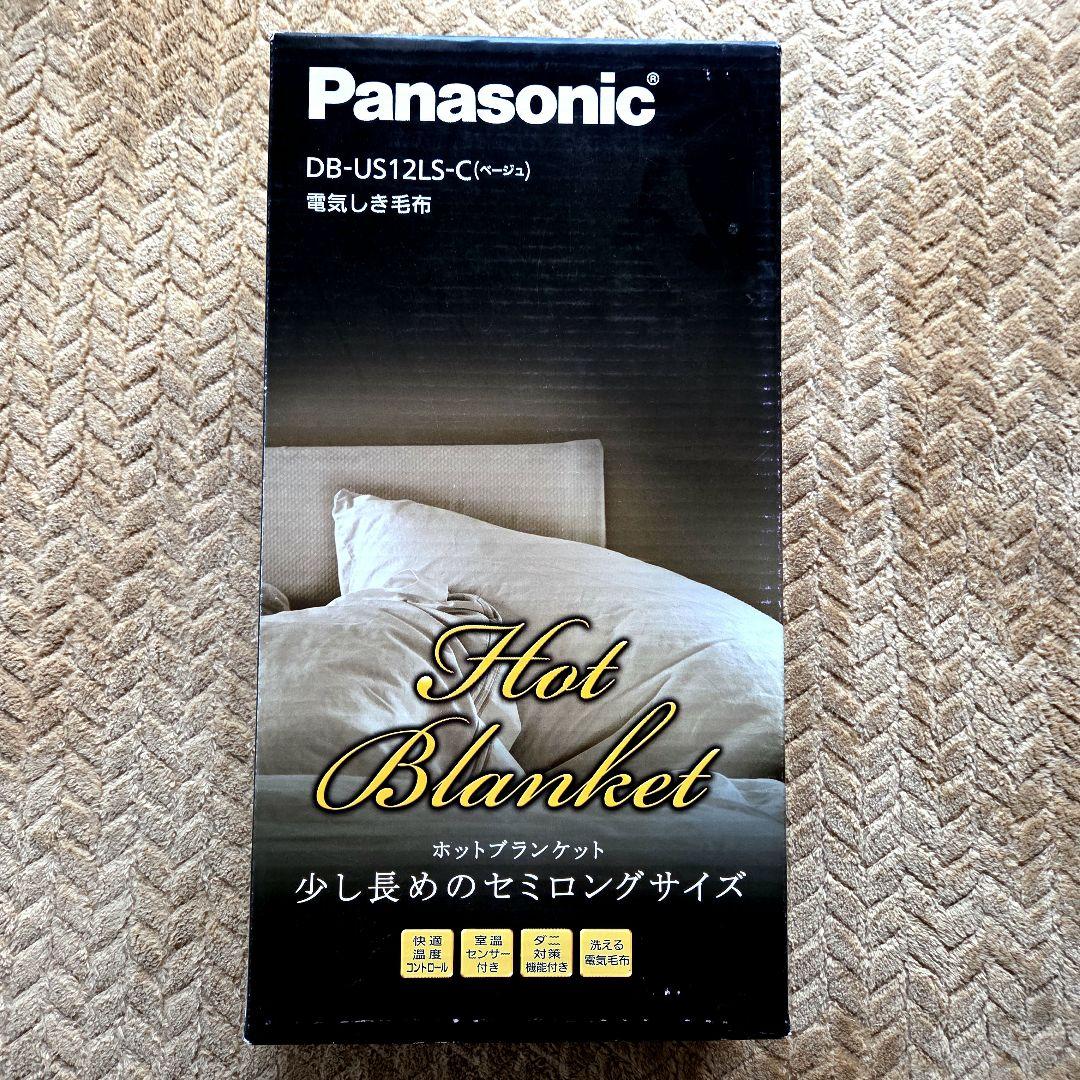 Panasonic®
DB-US12LS-C(ベージュ)
電気しき毛布
Hot
Blanket
ホットブランケット
少し長めのセミロングサイズ
快適
温度
コントロール
室温
センサー
付き
ダニ
対策
機能付き
洗える
電気毛布